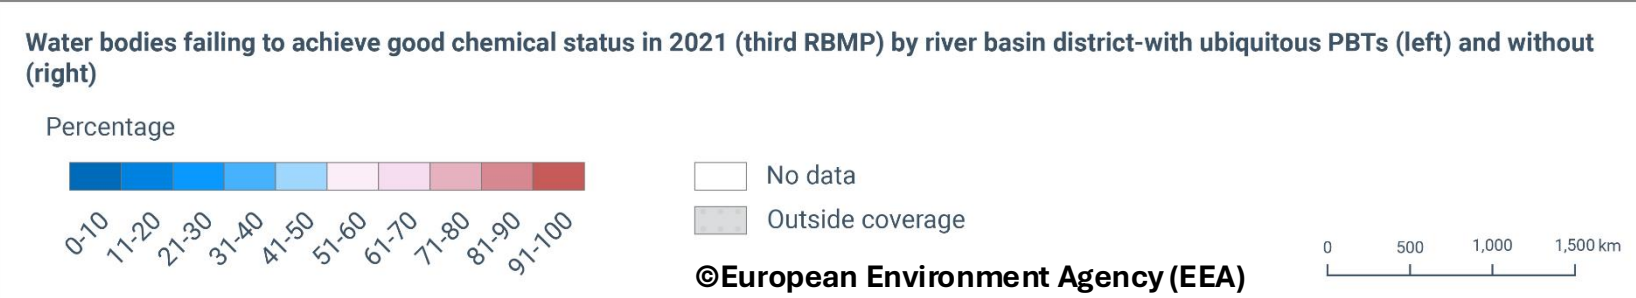 Water bodies failing to achieve good chemical status in 2021 (third RBMP) by river basin district-with ubiquitous PBTs (left) and without
(right)
Percentage
0-10
11-20
21-30
31-40
41-50
51-60
61-70
71-80
81-90
91-100
No data
Outside coverage
0 500 1,000 1,500 km
©European Environment Agency (EEA)